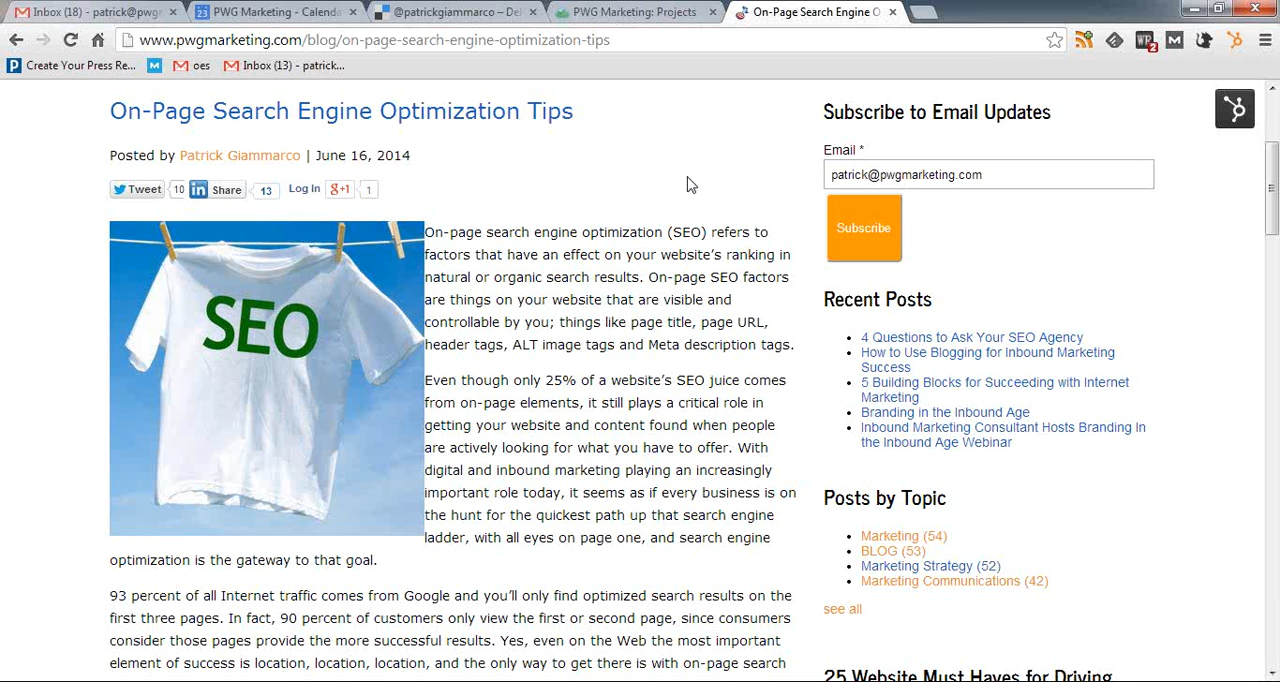 Inbox (18) - patrick@pwg
PWG Marketing - Calend
@patrickgiammarco – Del
PWG Marketing: Projects
On-Page Search Engine O
www.pwgmarketing.com/blog/on-page-search-engine-optimization-tips
Create Your Press Re...
oes
Inbox (13) - patrick...
On-Page Search Engine Optimization Tips
Posted by Patrick Giammarco | June 16, 2014
Tweet 10 in Share 13 Log In g+1 1
SEO
On-page search engine optimization (SEO) refers to
factors that have an effect on your website’s ranking in
natural or organic search results. On-page SEO factors
are things on your website that are visible and
controllable by you; things like page title, page URL,
header tags, ALT image tags and Meta description tags.
Even though only 25% of a website’s SEO juice comes
from on-page elements, it still plays a critical role in
getting your website and content found when people
are actively looking for what you have to offer. With
digital and inbound marketing playing an increasingly
important role today, it seems as if every business is on
the hunt for the quickest path up that search engine
ladder, with all eyes on page one, and search engine
optimization is the gateway to that goal.
93 percent of all Internet traffic comes from Google and you’ll only find optimized search results on the
first three pages. In fact, 90 percent of customers only view the first or second page, since consumers
consider those pages provide the more successful results. Yes, even on the Web the most important
element of success is location, location, location, and the only way to get there is with on-page search
Subscribe to Email Updates
Email *
patrick@pwgmarketing.com
Subscribe
Recent Posts
4 Questions to Ask Your SEO Agency
How to Use Blogging for Inbound Marketing
Success
5 Building Blocks for Succeeding with Internet
Marketing
Branding in the Inbound Age
Inbound Marketing Consultant Hosts Branding In
the Inbound Age Webinar
Posts by Topic
Marketing (54)
BLOG (53)
Marketing Strategy (52)
Marketing Communications (42)
see all
25 Website Must Haves for Driving